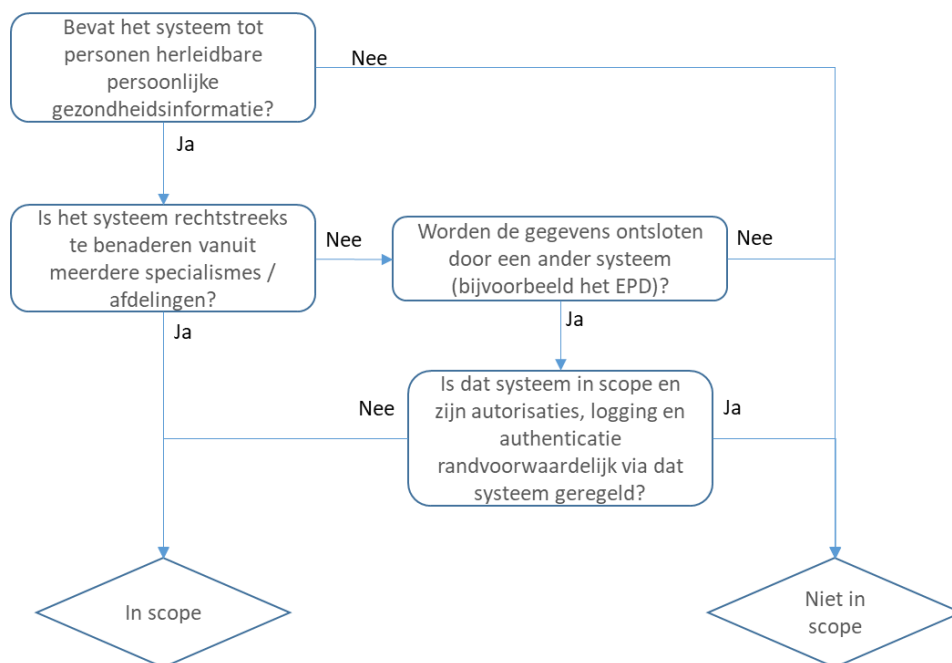 Bevat het systeem tot
personen herleidbare
persoonlijke
gezondheidsinformatie?
Nee
Ja
Is het systeem rechtstreeks
te benaderen vanuit
meerdere specialismes /
afdelingen?
Nee
Worden de gegevens ontsloten
door een ander systeem
(bijvoorbeeld het EPD)?
Nee
Ja
Ja
Is dat systeem in scope en
zijn autorisaties, logging en
authenticatie
randvoorwaardelijk via dat
systeem geregeld?
Nee
Ja
In scope
Niet in
scope